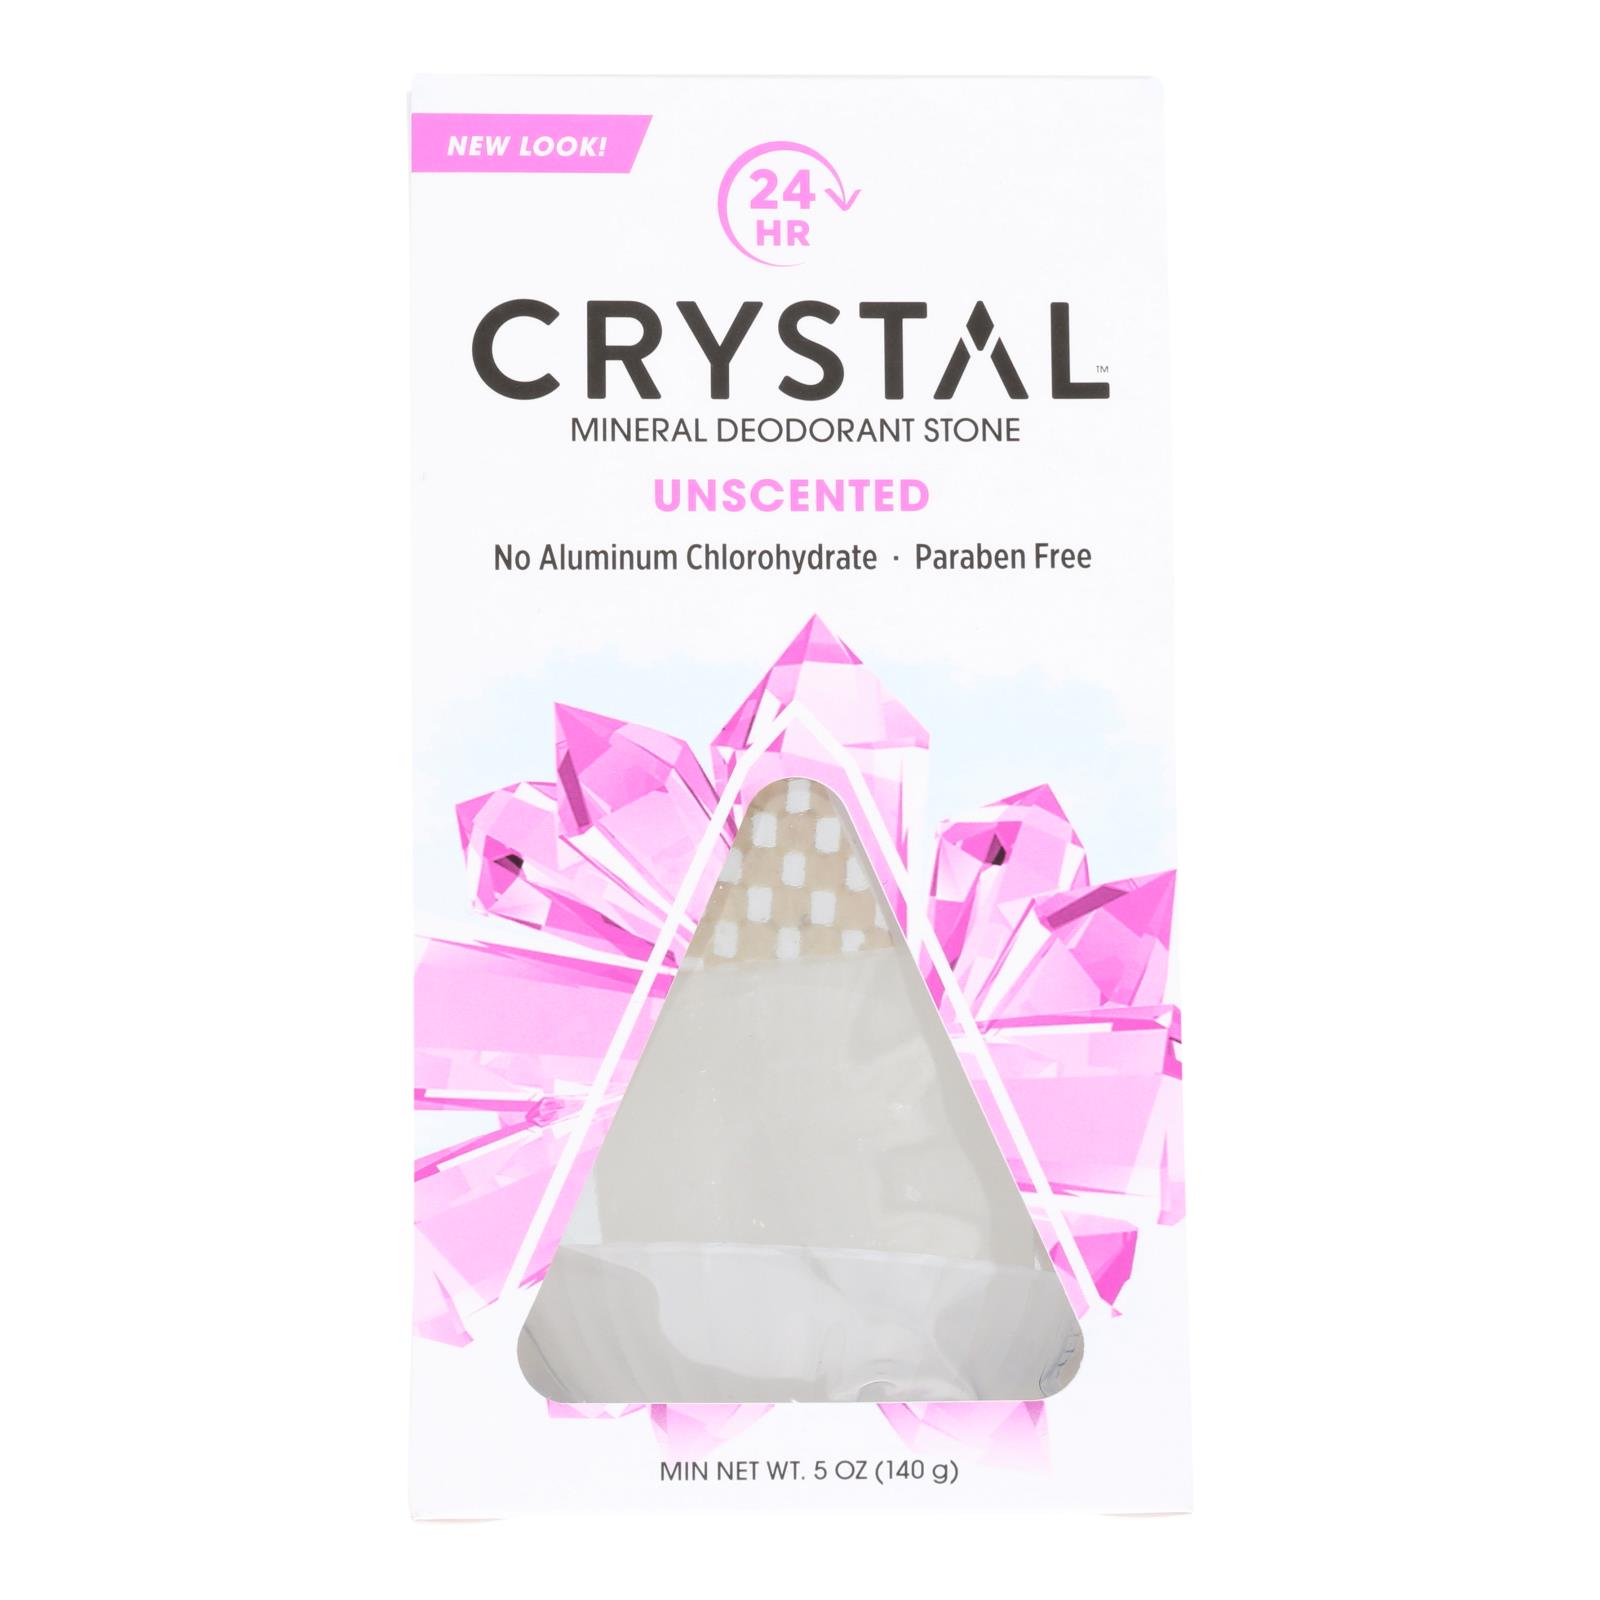 NEW LOOK!
24
HR
CRYSTAL™
MINERAL DEODORANT STONE
UNSCENTED
No Aluminum Chlorohydrate · Paraben Free
MIN NET WT. 5 OZ (140 g)